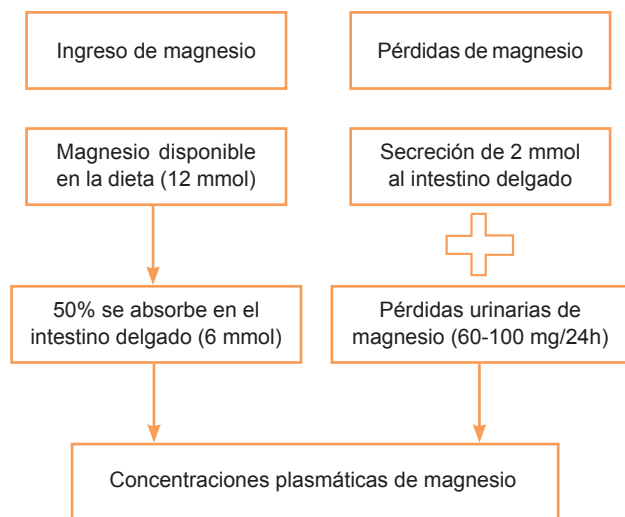 Ingreso de magnesio
Pérdidas de magnesio
Magnesio disponible
en la dieta (12 mmol)
Secreción de 2 mmol
al intestino delgado
50% se absorbe en el
intestino delgado (6 mmol)
Pérdidas urinarias de
magnesio (60-100 mg/24h)
Concentraciones plasmáticas de magnesio